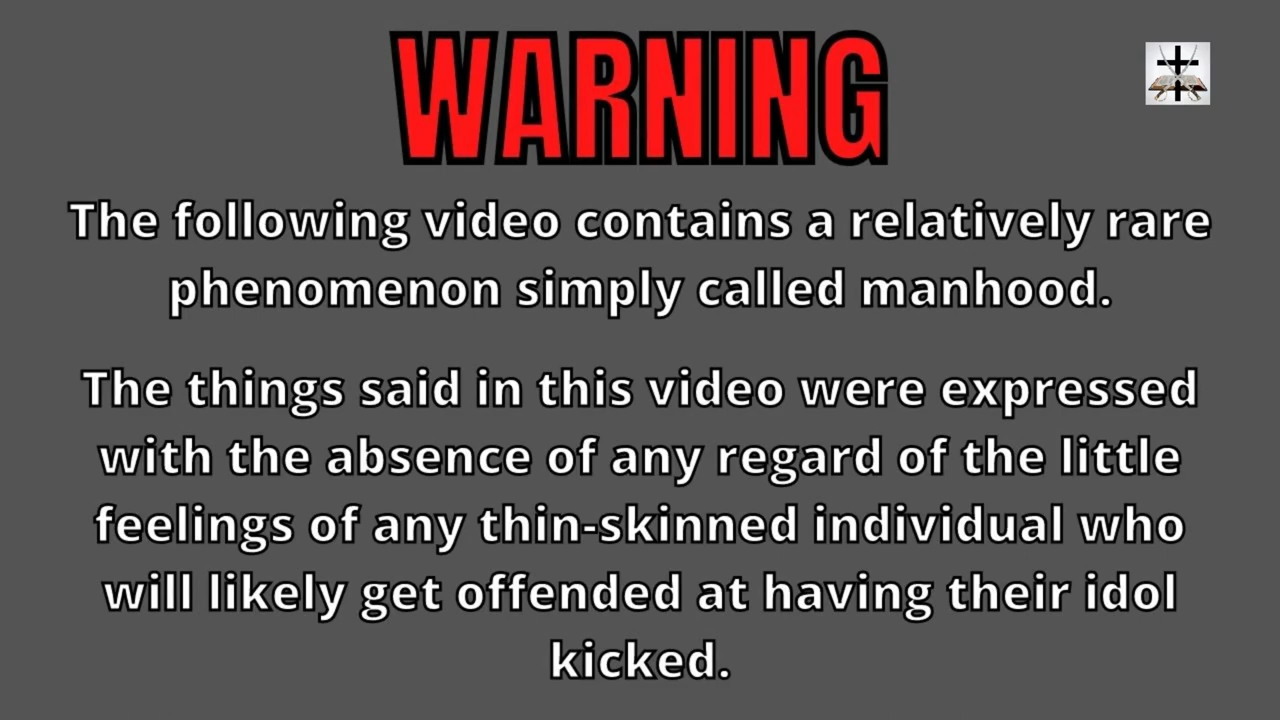 WARNING
The following video contains a relatively rare
phenomenon simply called manhood.
The things said in this video were expressed
with the absence of any regard of the little
feelings of any thin-skinned individual who
will likely get offended at having their idol
kicked.